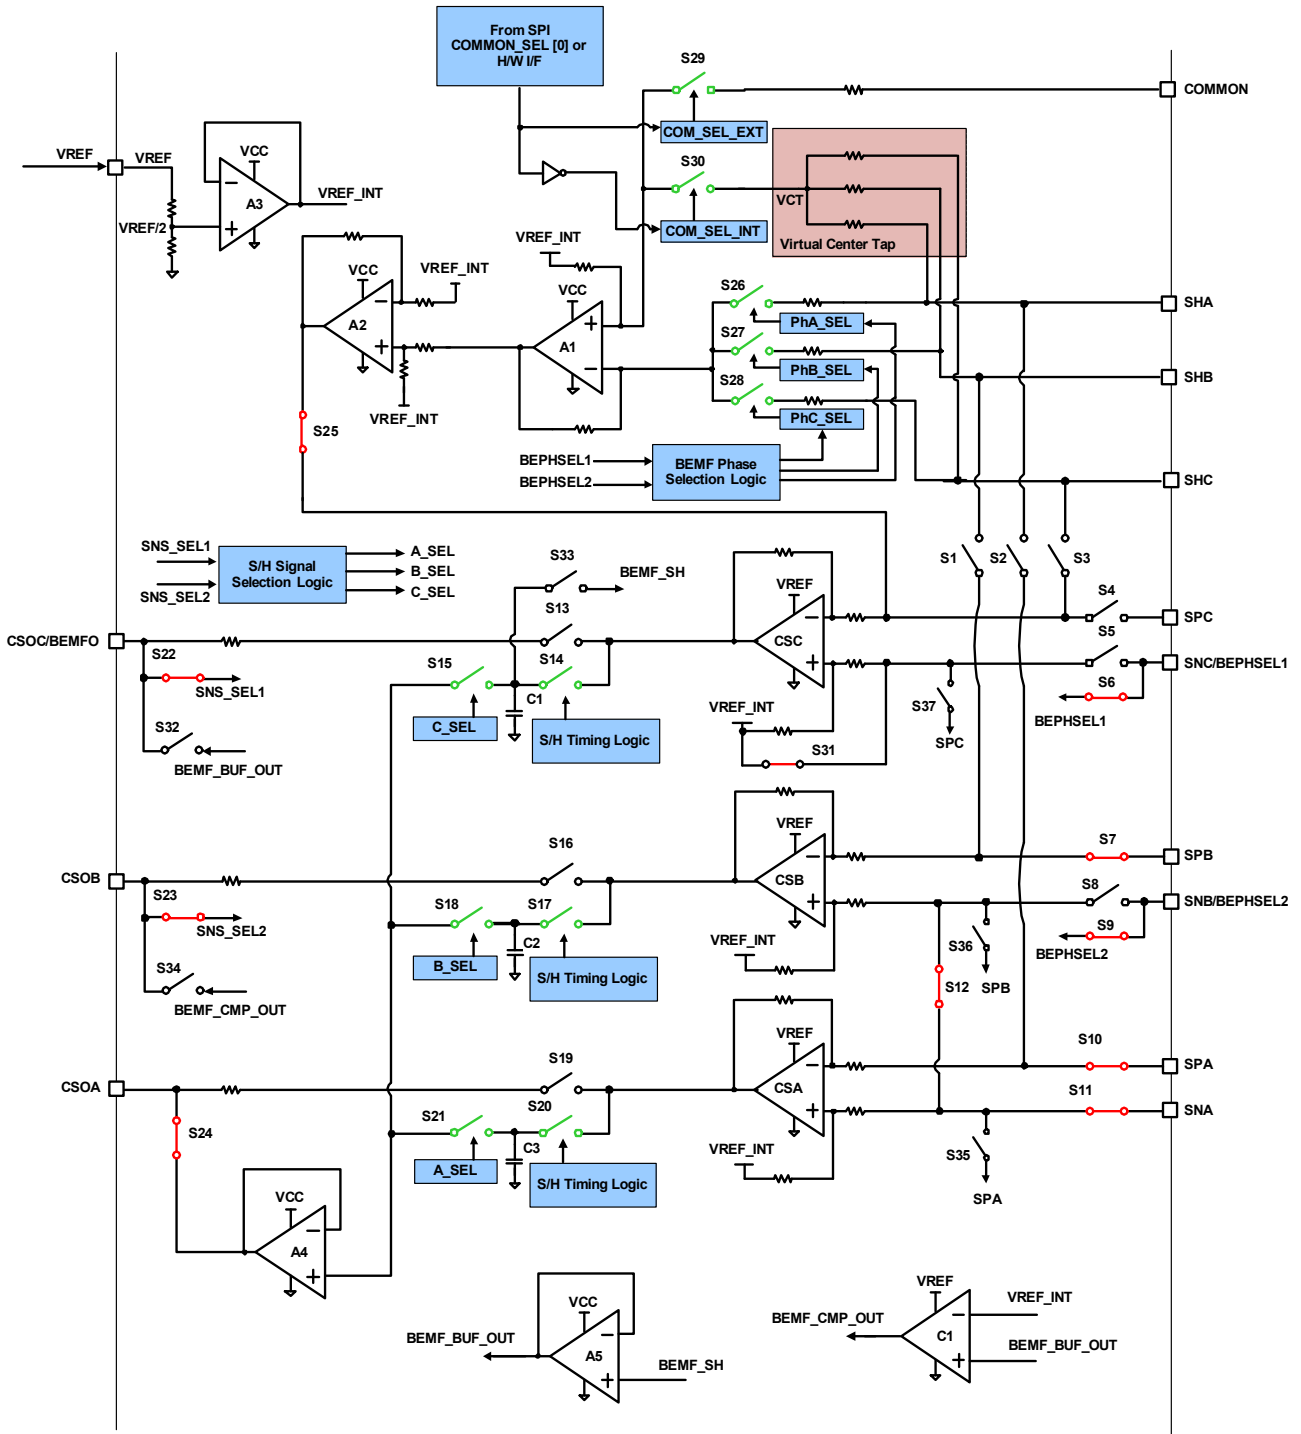 From SPI
COMMON_SEL [0] or
H/W I/F
S29
COMMON
COM_SEL_EXT
VREF
VREF
VCC
A3
VREF_INT
VREF/2
S30
VCT
COM_SEL_INT
Virtual Center Tap
VREF_INT
VREF_INT
VCC
A2
VCC
A1
VREF_INT
S26
PhA_SEL
SHA
S27
PhB_SEL
SHB
S28
PhC_SEL
S25
BEPHSEL1
BEPHSEL2
BEMF Phase
Selection Logic
SHC
SNS_SEL1
SNS_SEL2
S/H Signal
Selection Logic
A_SEL
B_SEL
C_SEL
S33
BEMF_SH
S1
S2
S3
S13
VREF
CSC
S4
SPC
CSOC/BEMFO
S5
S22
SNS_SEL1
S15
S14
C1
SNC/BEPHSEL1
S6
BEPHSEL1
S37
SPC
C_SEL
S/H Timing Logic
VREF_INT
S31
S32
BEMF_BUF_OUT
S16
VREF
CSB
S7
SPB
CSOB
S23
SNS_SEL2
S18
S17
C2
S8
SNB/BEPHSEL2
S9
BEPHSEL2
S36
SPB
B_SEL
S/H Timing Logic
VREF_INT
S12
S34
BEMF_CMP_OUT
S19
VREF
CSA
S10
SPA
CSOA
S11
SNA
S24
S21
S20
C3
A_SEL
S/H Timing Logic
VREF_INT
S35
SPA
VCC
A4
VCC
A5
BEMF_BUF_OUT
BEMF_SH
VREF
C1
VREF_INT
BEMF_CMP_OUT
BEMF_BUF_OUT